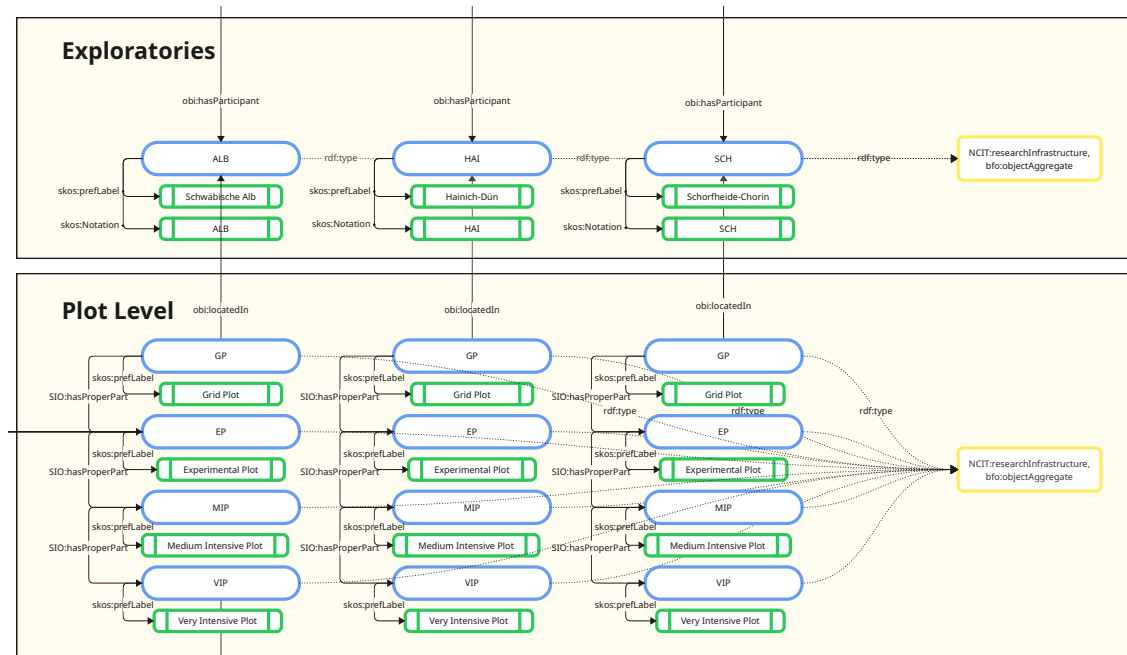 Exploratories
obi:hasParticipant obi:hasParticipant obi:hasParticipant
ALB rdf:type HAI rdf:type SCH rdf:type NCIT:researchInfrastructure,
bfo:objectAggregate
skos:prefLabel Schwäbische Alb skos:prefLabel Hainich-Dün skos:prefLabel Schorfheide-Chorin
skos:Notation ALB skos:Notation HAI skos:Notation SCH
Plot Level obi:locatedIn obi:locatedIn obi:locatedIn
GP GP GP
skos:prefLabel skos:prefLabel skos:prefLabel
SIO:hasProperPart Grid Plot SIO:hasProperPart Grid Plot SIO:hasProperPart Grid Plot
rdf:type rdf:type rdf:type
EP EP EP
skos:prefLabel skos:prefLabel skos:prefLabel
SIO:hasProperPart Experimental Plot SIO:hasProperPart Experimental Plot SIO:hasProperPart Experimental Plot NCIT:researchInfrastructure,
bfo:objectAggregate
MIP MIP MIP
skos:prefLabel skos:prefLabel skos:prefLabel
SIO:hasProperPart Medium Intensive Plot SIO:hasProperPart Medium Intensive Plot SIO:hasProperPart Medium Intensive Plot
VIP VIP VIP
skos:prefLabel skos:prefLabel skos:prefLabel
Very Intensive Plot Very Intensive Plot Very Intensive Plot